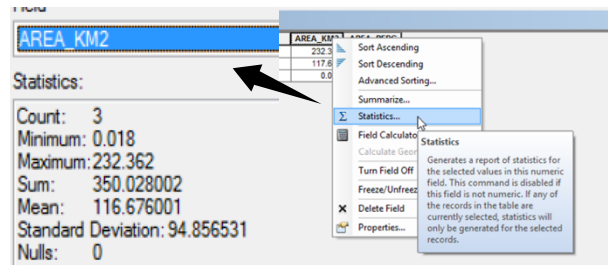 Field
AREA_KM2
Statistics:
Count: 3
Minimum: 0.018
Maximum: 232.362
Sum: 350.028002
Mean: 116.676001
Standard Deviation: 94.856531
Nulls: 0
AREA_KM2 AREA_PERC
232.3
117.6
0.0
Sort Ascending
Sort Descending
Advanced Sorting...
Summarize...
Σ Statistics...
Field Calculato
Calculate Geor
Turn Field Off
Freeze/Unfreez
Delete Field
Properties...
Statistics
Generates a report of statistics for
the selected values in this numeric
field. This command is disabled if
this field is not numeric. If any of
the records in the table are
currently selected, statistics will
only be generated for the selected
records.